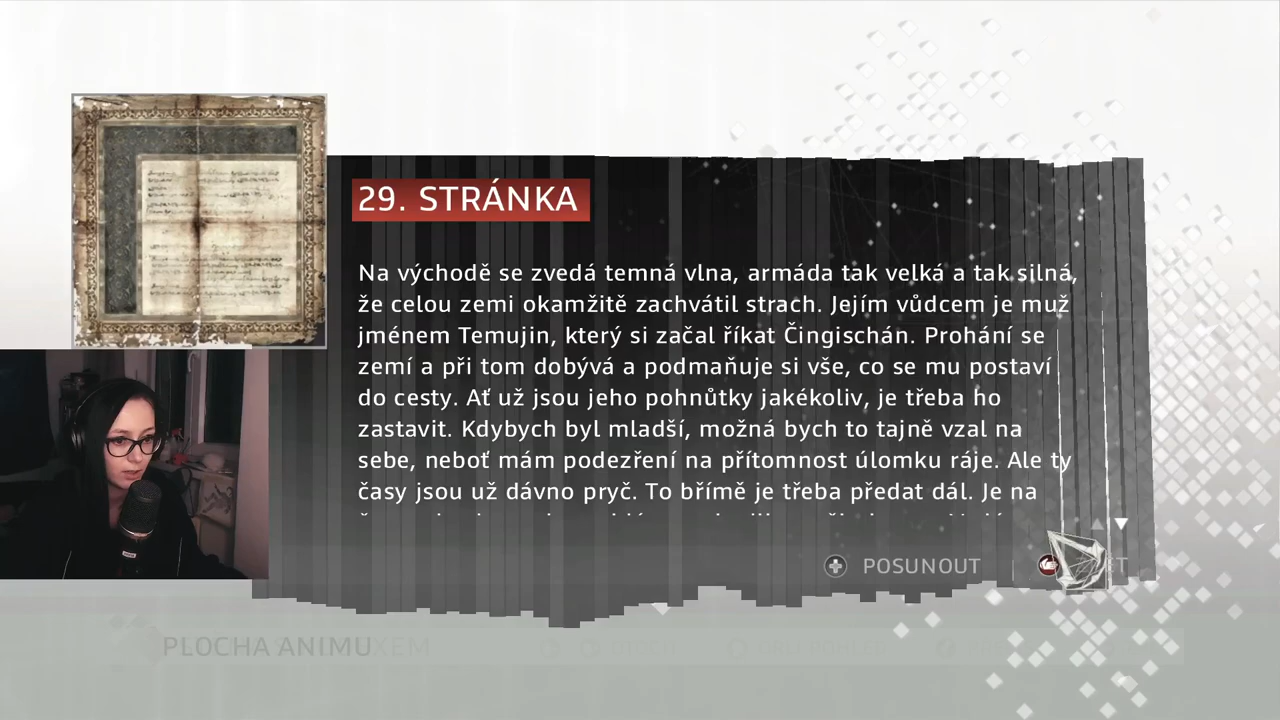 29. STRÁNKA
Na východě se zvedá temná vlna, armáda tak velká a tak silná,
že celou zemi okamžitě zachvátil strach. Jejím vůdcem je muž
jménem Temujin, který si začal říkat Čingischán. Prohání se
zemí a při tom dobývá a podmaňuje si vše, co se mu postaví
do cesty. Ať už jsou jeho pohnůtky jakékoliv, je třeba ho
zastavit. Kdybych byl mladší, možná bych to tajně vzal na
sebe, neboť mám podezření na přítomnost úlomku ráje. Ale ty
časy jsou už dávno pryč. To břímě je třeba předat dál. Je na
POSUNOUT
PLOCHA ANIMU